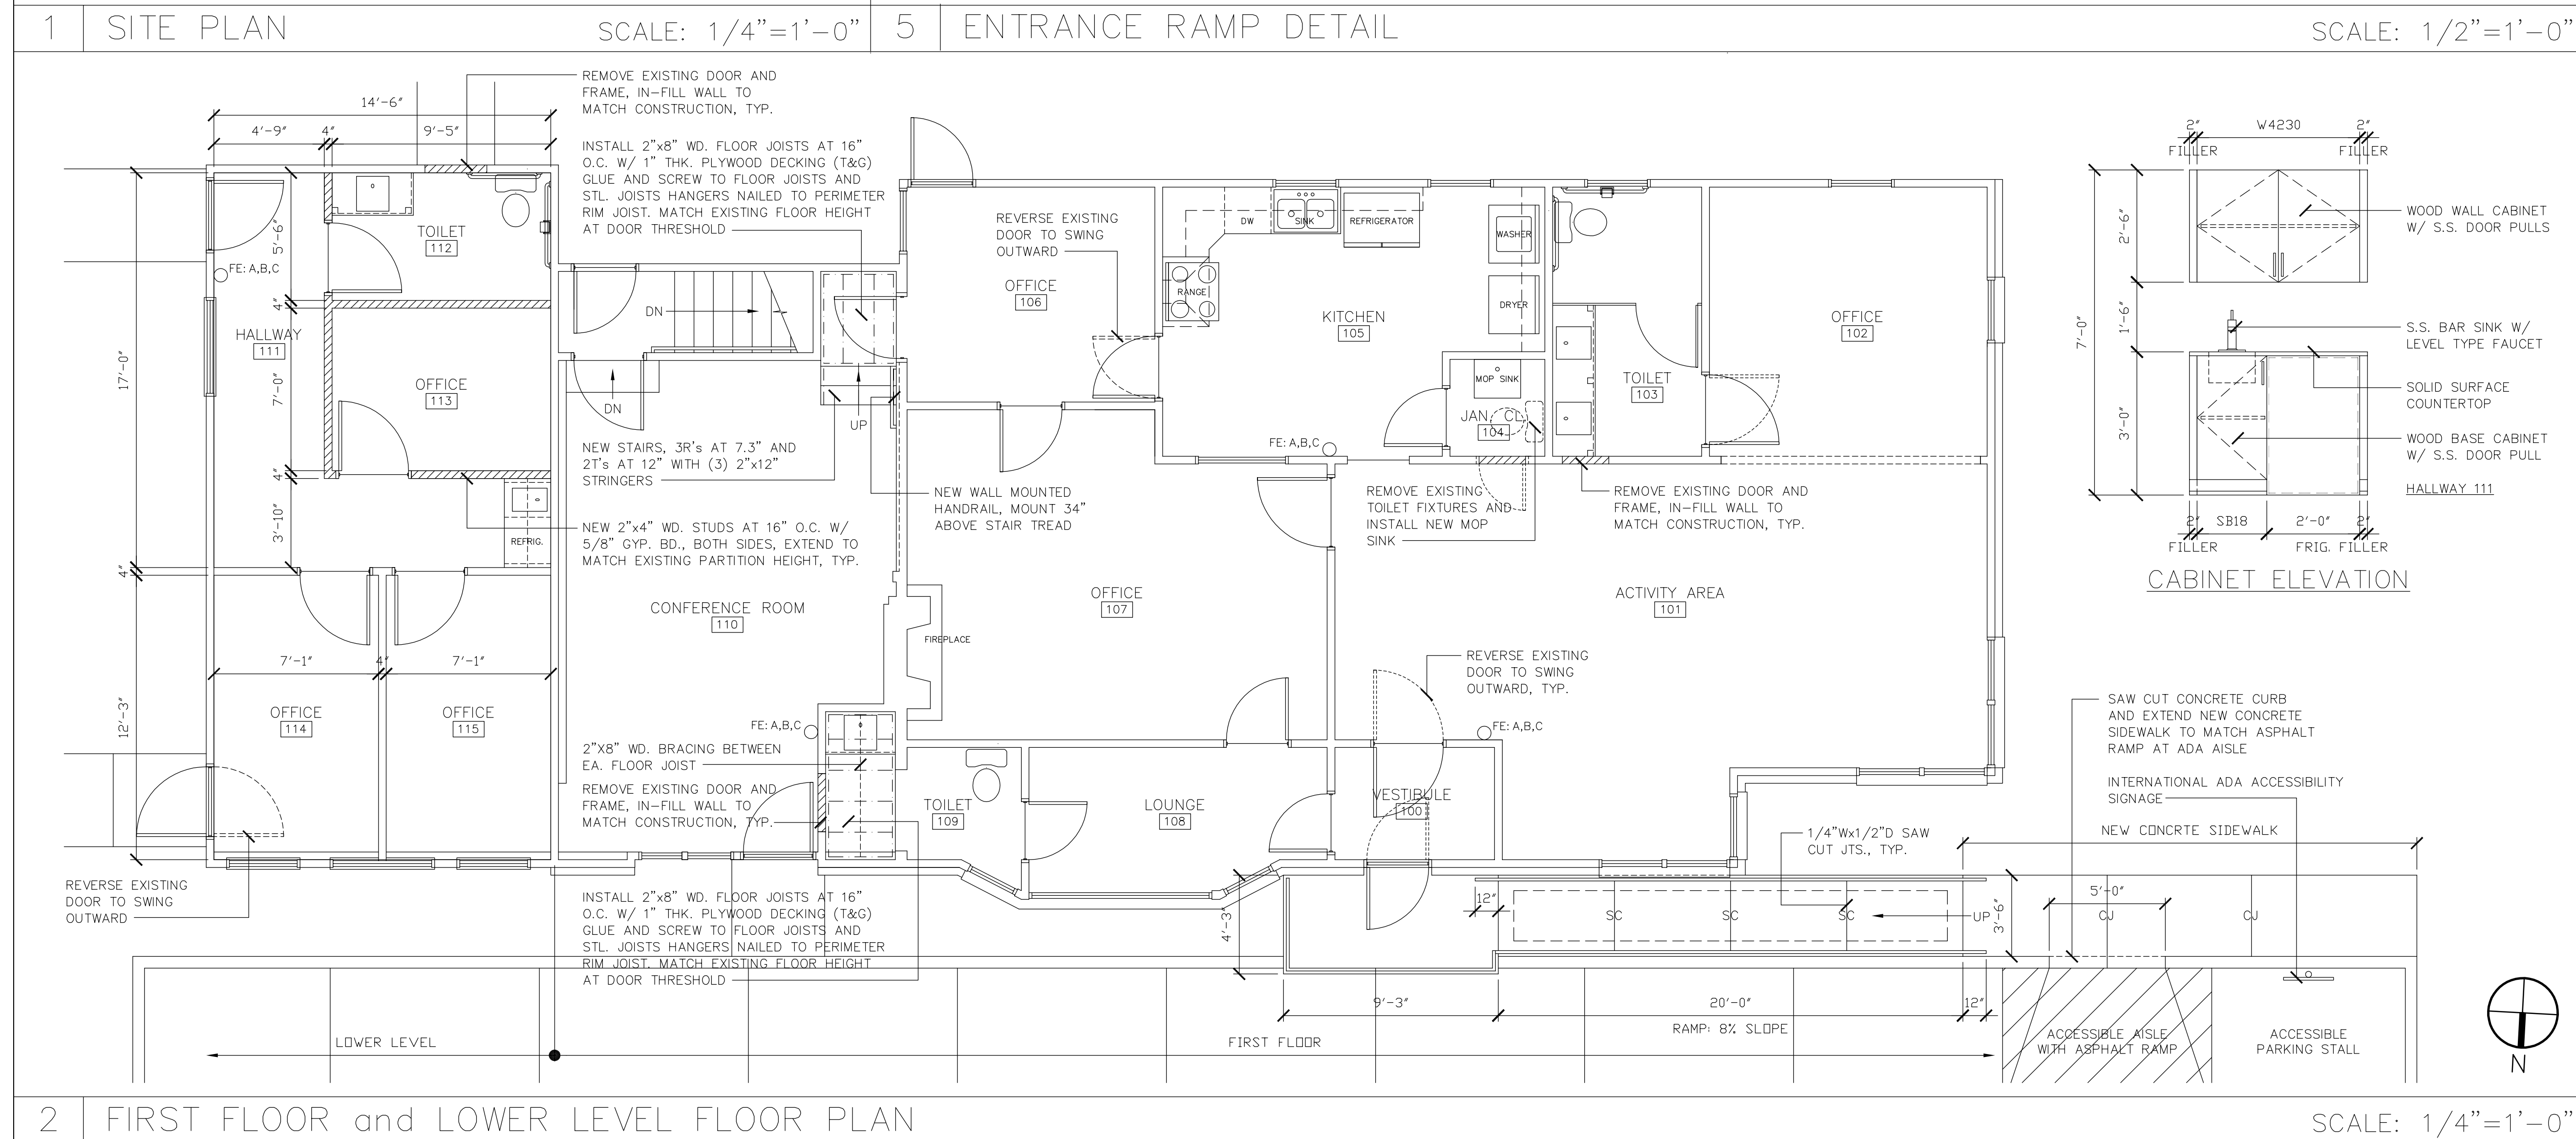 1 SITE PLAN SCALE: 1/4"=1'-0"
5 ENTRANCE RAMP DETAIL SCALE: 1/2"=1'-0"
REMOVE EXISTING DOOR AND
FRAME, IN-FILL WALL TO
MATCH CONSTRUCTION, TYP.
14'-6"
4'-9" 4" 9'-5"
INSTALL 2"x8" WD. FLOOR JOISTS AT 16"
O.C. W/ 1" THK. PLYWOOD DECKING (T&G)
GLUE AND SCREW TO FLOOR JOISTS AND
STL. JOISTS HANGERS NAILED TO PERIMETER
RIM JOIST. MATCH EXISTING FLOOR HEIGHT
AT DOOR THRESHOLD
TOILET
112
5'-6"
FE: A,B,C
4"
HALLWAY
111
17'-0"
7'-0"
OFFICE
113
4"
3'-10"
4"
REFRIG.
DN
DN
UP
NEW STAIRS, 3R's AT 7.3" AND
2T's AT 12" WITH (3) 2"x12"
STRINGERS
NEW 2"x4" WD. STUDS AT 16" O.C. W/
5/8" GYP. BD., BOTH SIDES, EXTEND TO
MATCH EXISTING PARTITION HEIGHT, TYP.
NEW WALL MOUNTED
HANDRAIL, MOUNT 34"
ABOVE STAIR TREAD
REVERSE EXISTING
DOOR TO SWING
OUTWARD
OFFICE
106
DW
SINK
REFRIGERATOR
WASHER
RANGE
DRYER
KITCHEN
105
MOP SINK
JAN. CL.
104
FE: A,B,C
TOILET
103
OFFICE
102
REMOVE EXISTING
TOILET FIXTURES AND
INSTALL NEW MOP
SINK
REMOVE EXISTING DOOR AND
FRAME, IN-FILL WALL TO
MATCH CONSTRUCTION, TYP.
CONFERENCE ROOM
110
FIREPLACE
OFFICE
107
ACTIVITY AREA
101
REVERSE EXISTING
DOOR TO SWING
OUTWARD, TYP.
7'-1" 4" 7'-1"
12'-3"
OFFICE
114
OFFICE
115
FE: A,B,C
2"X8" WD. BRACING BETWEEN
EA. FLOOR JOIST
REMOVE EXISTING DOOR AND
FRAME, IN-FILL WALL TO
MATCH CONSTRUCTION, TYP.
TOILET
109
LOUNGE
108
VESTIBULE
100
FE: A,B,C
REVERSE EXISTING
DOOR TO SWING
OUTWARD
INSTALL 2"x8" WD. FLOOR JOISTS AT 16"
O.C. W/ 1" THK. PLYWOOD DECKING (T&G)
GLUE AND SCREW TO FLOOR JOISTS AND
STL. JOISTS HANGERS NAILED TO PERIMETER
RIM JOIST. MATCH EXISTING FLOOR HEIGHT
AT DOOR THRESHOLD
1/4"Wx1/2"D SAW
CUT JTS., TYP.
4'-3"
12"
SC SC SC UP
3'-6"
5'-0"
CJ CJ
9'-3" 20'-0" 12"
RAMP: 8% SLOPE
LOWER LEVEL
FIRST FLOOR
2" W4230 2"
FILLER FILLER
7'-0"
2'-6"
1'-6"
3'-0"
WOOD WALL CABINET
W/ S.S. DOOR PULLS
S.S. BAR SINK W/
LEVEL TYPE FAUCET
SOLID SURFACE
COUNTERTOP
WOOD BASE CABINET
W/ S.S. DOOR PULL
HALLWAY 111
2" SB18 2'-0" 2"
FILLER FRIG. FILLER
CABINET ELEVATION
SAW CUT CONCRETE CURB
AND EXTEND NEW CONCRETE
SIDEWALK TO MATCH ASPHALT
RAMP AT ADA AISLE
INTERNATIONAL ADA ACCESSIBILITY
SIGNAGE
NEW CONCRTE SIDEWALK
ACCESSIBLE AISLE
WITH ASPHALT RAMP
ACCESSIBLE
PARKING STALL
N
2 FIRST FLOOR and LOWER LEVEL FLOOR PLAN SCALE: 1/4"=1'-0"